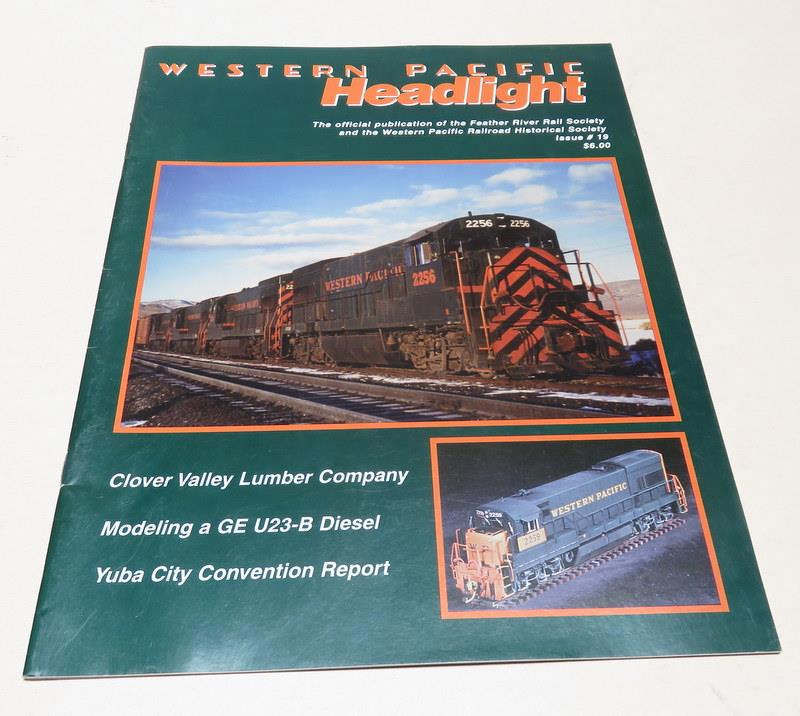 WESTERN PACIFIC
Headlight
The official publication of the Feather River Rail Society
and the Western Pacific Railroad Historical Society
Issue # 19
$6.00
2256 2256
WESTERN PACIFIC 2256
Clover Valley Lumber Company
Modeling a GE U23-B Diesel
Yuba City Convention Report
2259
WESTERN PACIFIC
2259